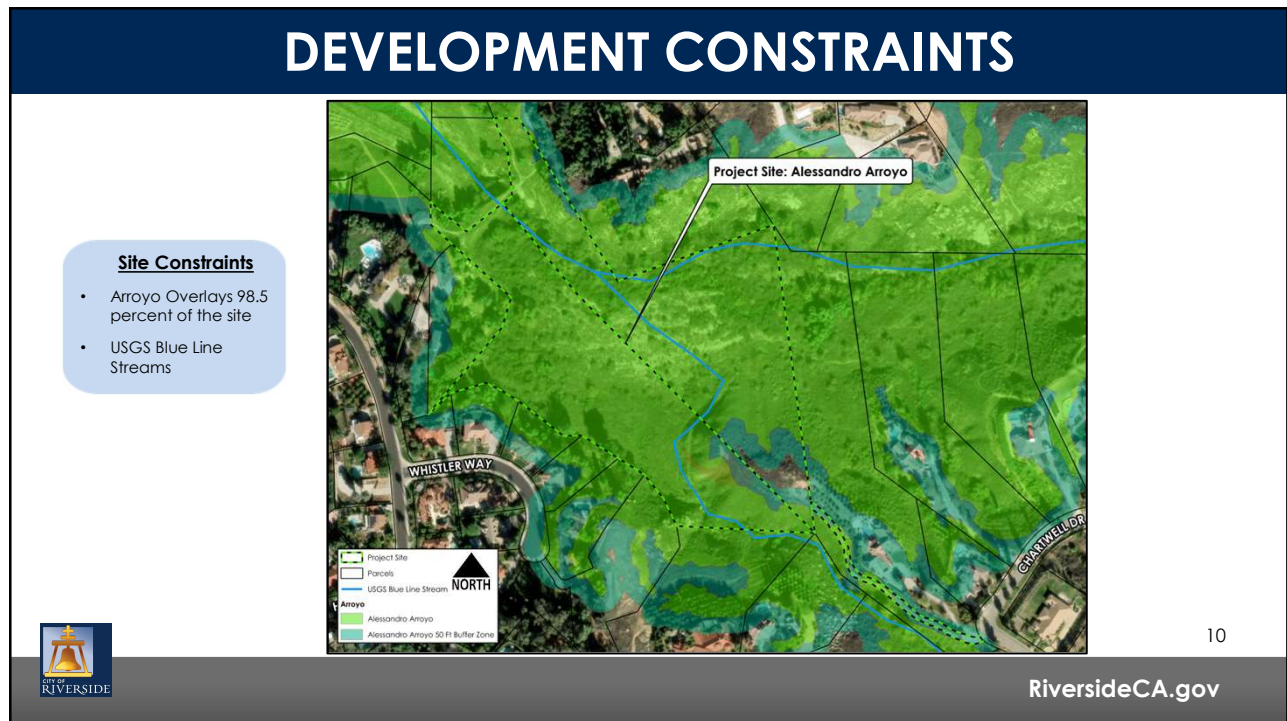 DEVELOPMENT CONSTRAINTS
Site Constraints
• Arroyo Overlays 98.5
percent of the site
• USGS Blue Line
Streams
Project Site: Alessandro Arroyo
WHISTLER WAY
CHARTWELL DR
Project Site
Parcels
USGS Blue Line Stream
NORTH
Arroyo
Alessandro Arroyo
Alessandro Arroyo 50 Ft Buffer Zone
10
CITY OF
RIVERSIDE
RiversideCA.gov